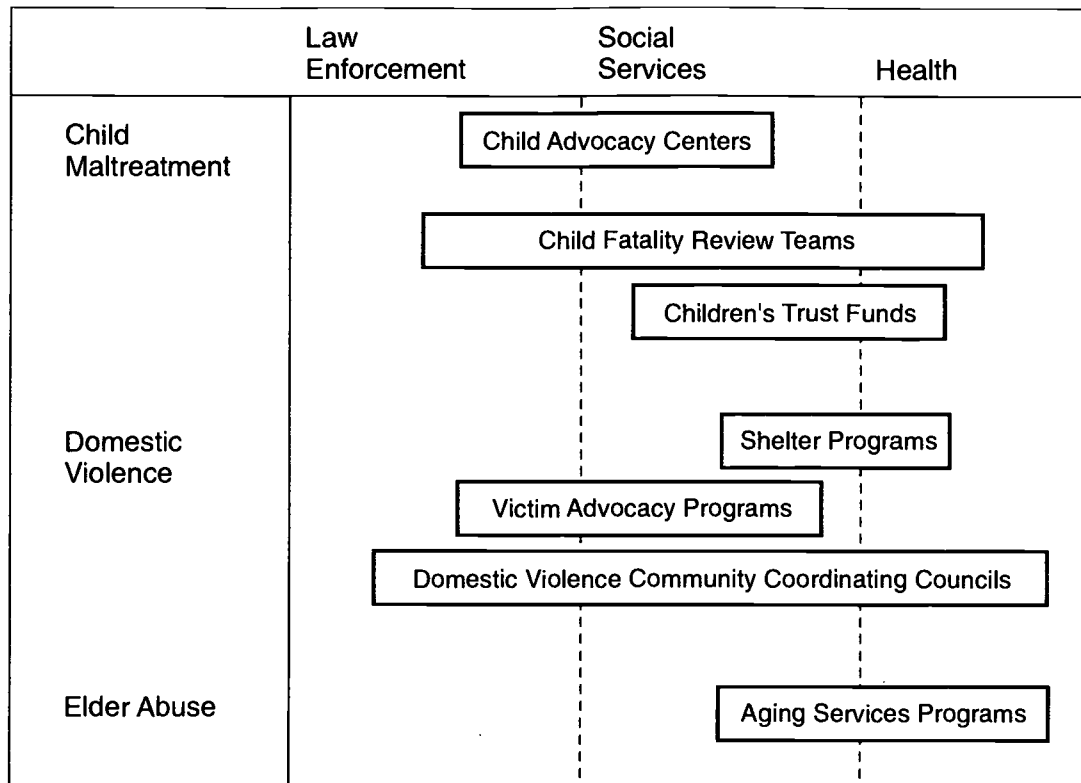 Law
Enforcement
Social
Services
Health
Child
Maltreatment
Child Advocacy Centers
Child Fatality Review Teams
Children's Trust Funds
Domestic
Violence
Shelter Programs
Victim Advocacy Programs
Domestic Violence Community Coordinating Councils
Elder Abuse
Aging Services Programs